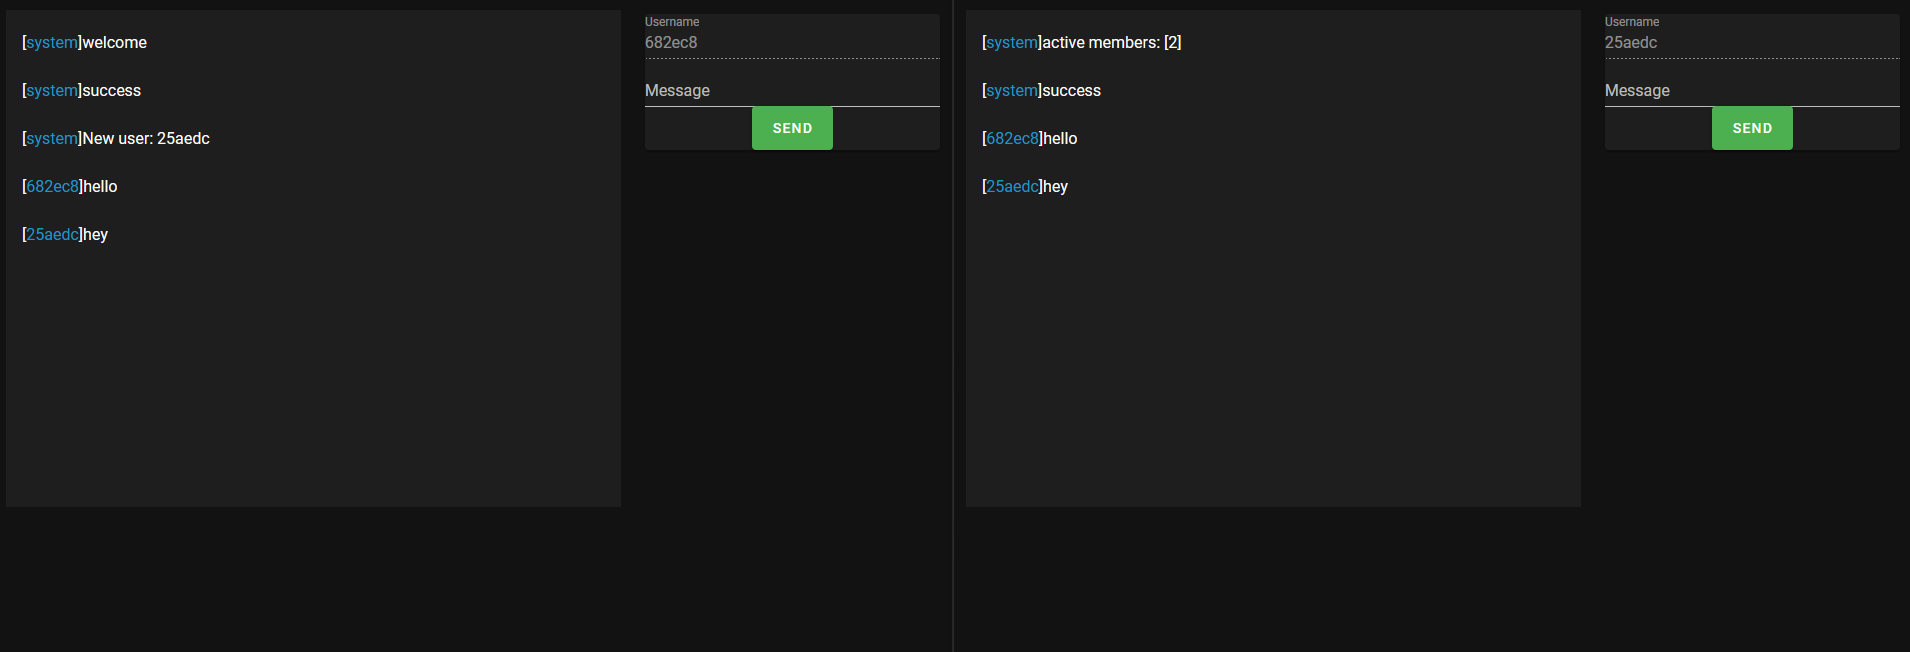 [system]welcome
[system]success
[system]New user: 25aedc
[682ec8]hello
[25aedc]hey
Username
682ec8
Message
SEND
[system]active members: [2]
[system]success
[682ec8]hello
[25aedc]hey
Username
25aedc
Message
SEND